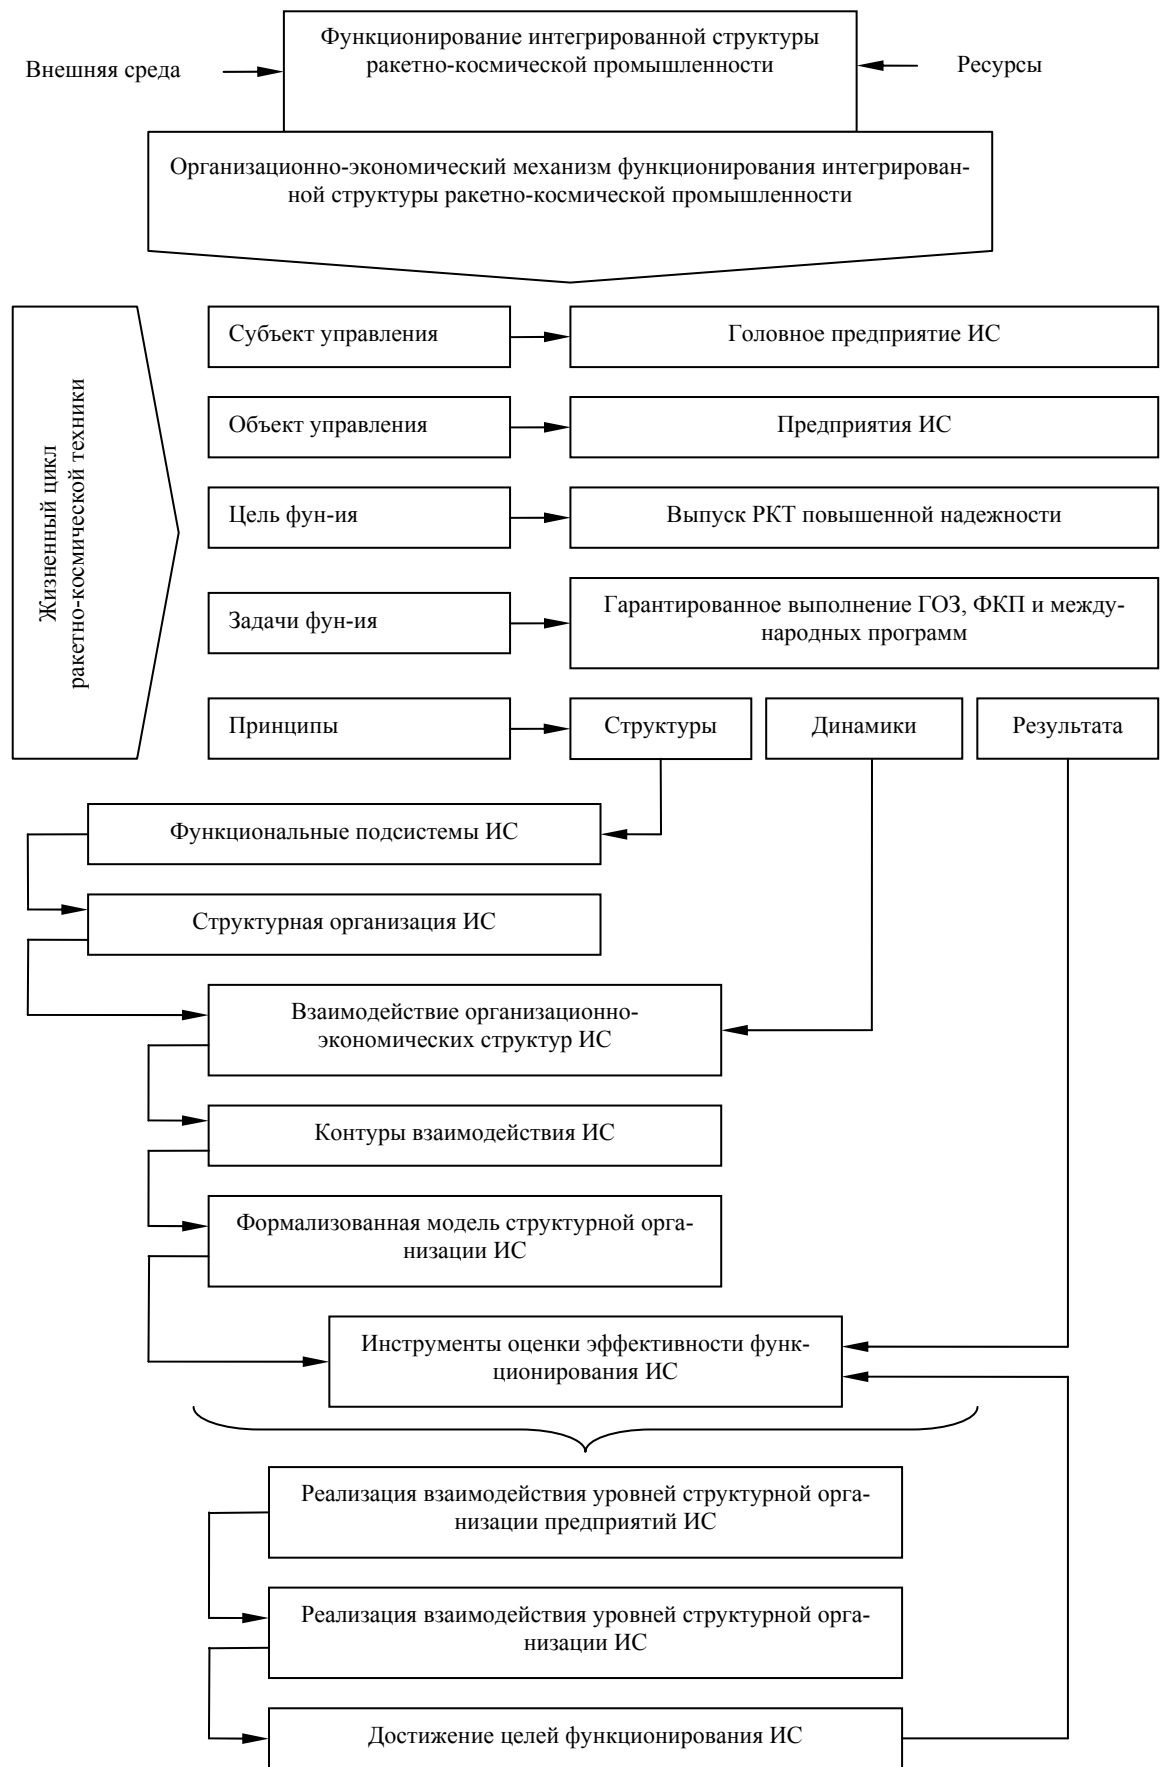 Функционирование интегрированной структуры
ракетно-космической промышленности
Внешняя среда
Ресурсы
Организационно-экономический механизм функционирования интегрирован-
ной структуры ракетно-космической промышленности
Жизненный цикл
ракетно-космической техники
Субъект управления
Головное предприятие ИС
Объект управления
Предприятия ИС
Цель фун-ия
Выпуск РКТ повышенной надежности
Задачи фун-ия
Гарантированное выполнение ГОЗ, ФКП и между-
народных программ
Принципы
Структуры
Динамики
Результата
Функциональные подсистемы ИС
Структурная организация ИС
Взаимодействие организационно-
экономических структур ИС
Контуры взаимодействия ИС
Формализованная модель структурной орга-
низации ИС
Инструменты оценки эффективности функ-
ционирования ИС
Реализация взаимодействия уровней структурной орга-
низации предприятий ИС
Реализация взаимодействия уровней структурной орга-
низации ИС
Достижение целей функционирования ИС